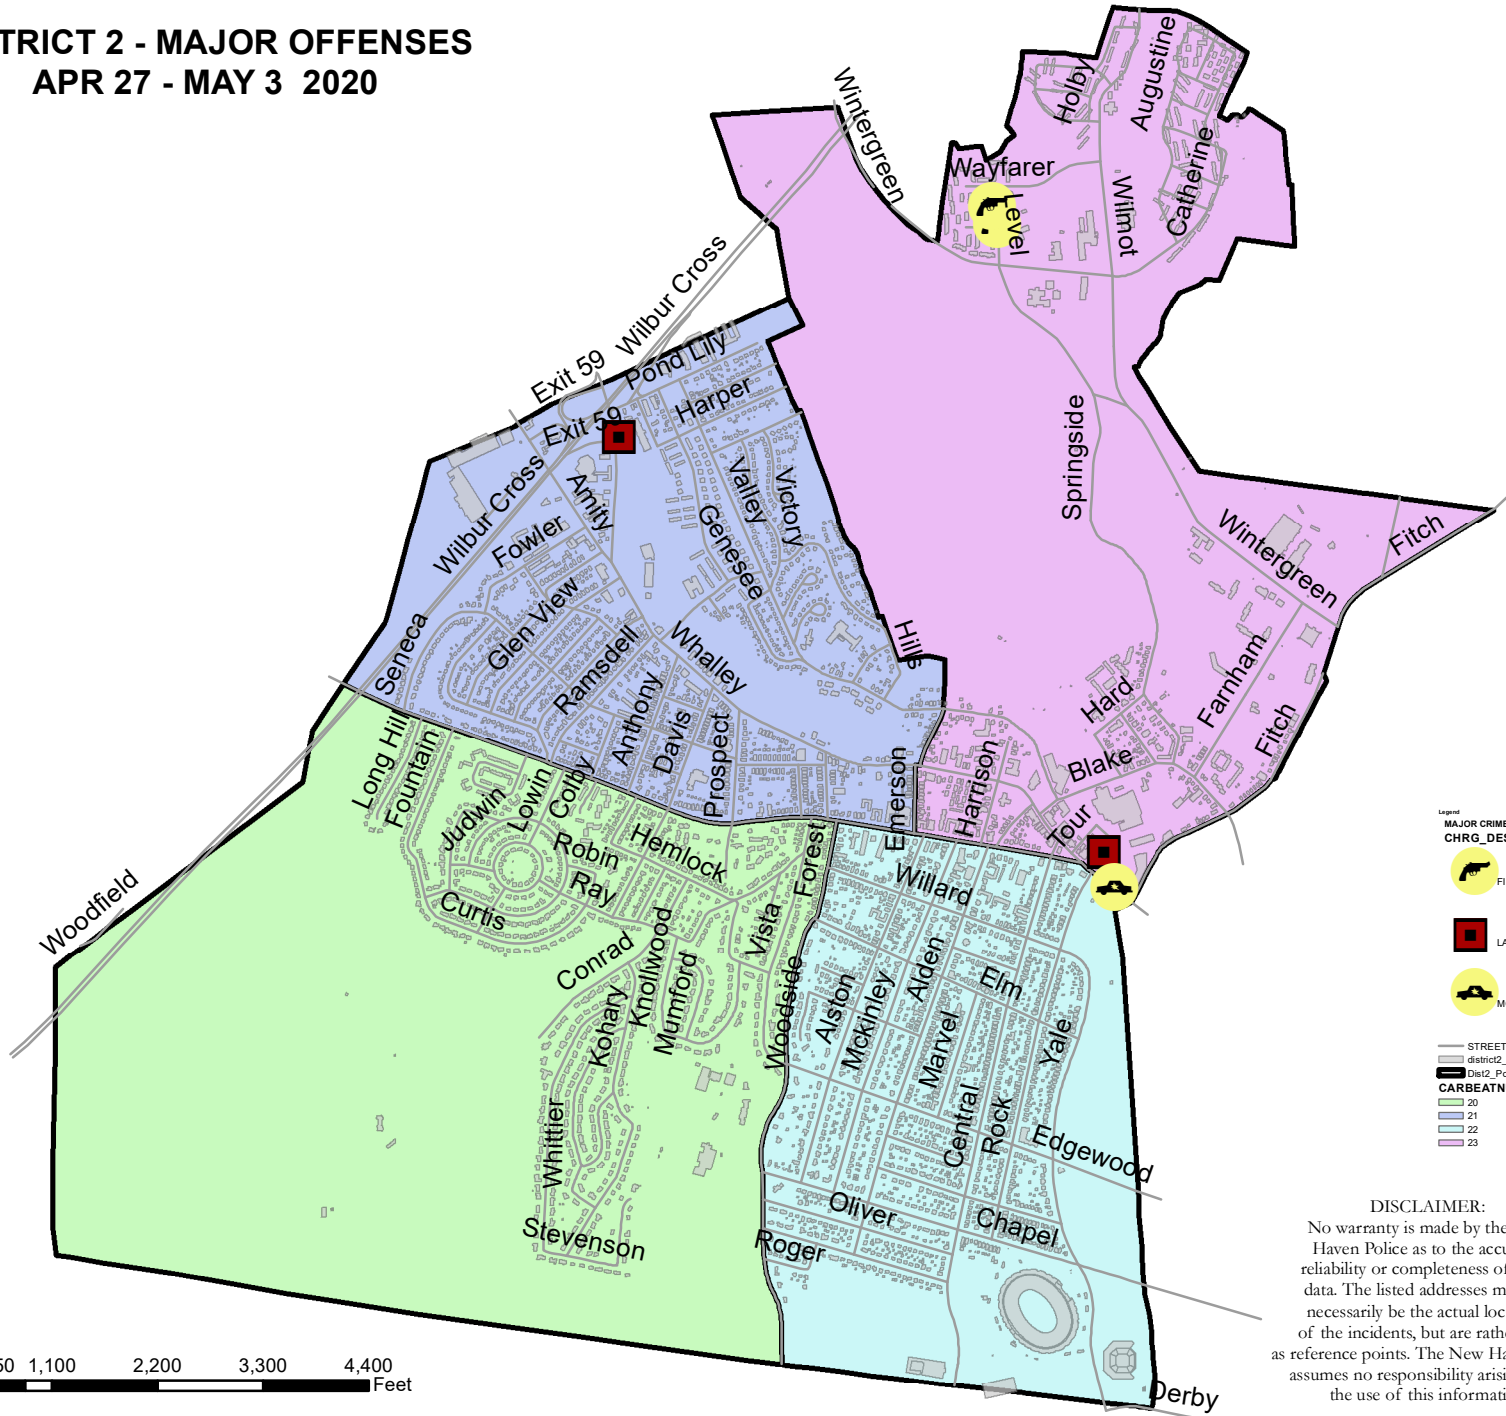 TRICT 2 - MAJOR OFFENSES
APR 27 - MAY 3 2020
Wintergreen
Holby
Augustine
Wayfarer
Level
Wilmot
Catherine
Wilbur Cross
Exit 59
Pond Lily
Exit 59
Harper
Wilbur Cross
Amity
Fowler
Valley
Victory
Genesee
Springside
Wintergreen
Fitch
Glen View
Seneca
Ramsdell
Whalley
Hills
Anthony
Davis
Prospect
Hard
Farnham
Fitch
Blake
Emerson
Harrison
Tour
Long Hill
Fountain
Judwin
Lowin
Colby
Robin
Hemlock
Ray
Forest
Curtis
Willard
Woodfield
Conrad
Knollwood
Vista
Kohary
Mumford
Woodside
Alston
Mckinley
Alden
Elm
Marvel
Yale
Central
Rock
Edgewood
Whittier
Stevenson
Oliver
Chapel
Roger
Derby
Legend
MAJOR CRIME
CHRG_DES
FI
LA
M
STREET
district2_
Dist2_Po
CARBEATN
20
21
22
23
DISCLAIMER:
No warranty is made by the
Haven Police as to the accu
reliability or completeness of
data. The listed addresses m
necessarily be the actual loc
of the incidents, but are rathe
as reference points. The New Ha
assumes no responsibility arisi
the use of this informati
50 1,100 2,200 3,300 4,400
Feet